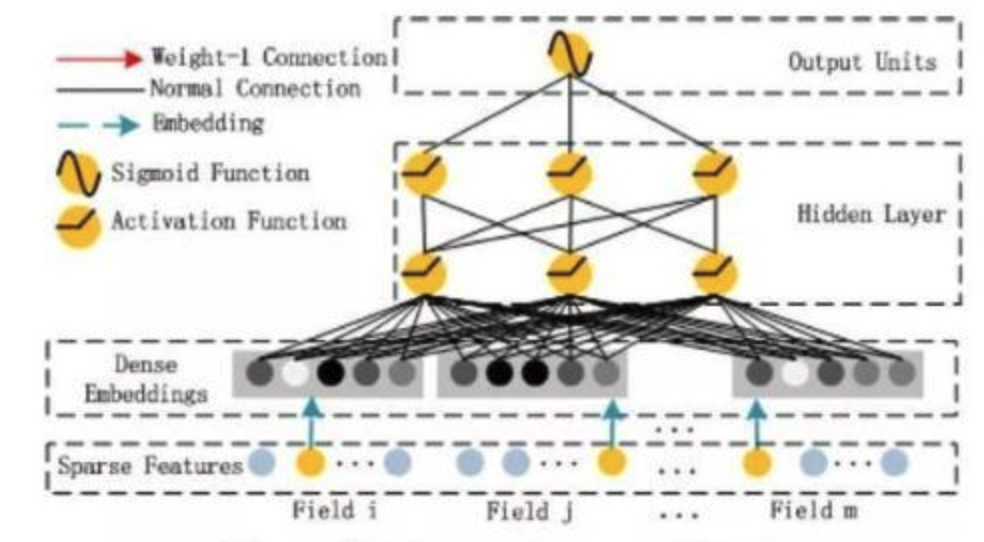 Weight-1 Connection
Normal Connection
Embedding
Sigmoid Function
Activation Function
Output Units
Hidden Layer
Dense
Embeddings
...
Sparse Features
...
...
...
...
Field i
Field j
...
Field m